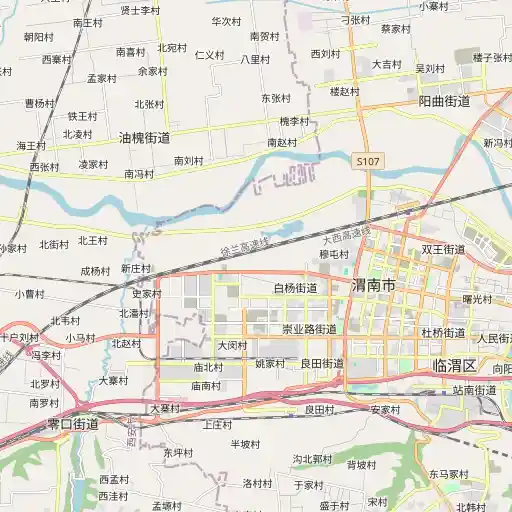 贤士李村
华次村
刁张村
小寨村
南庄村
朝阳村
南贺村
蔡家村
南喜村
北宛村
仁义村
西刘村
西寨村
八里村
楼子张村
余家村
大吉村
吴刘村
孟家村
楼赵村
曹杨村
北张村
东张村
阳曲街道
铁王村
槐李村
北凌村
油槐街道
南赵村
海王村
新冯村
西张村
凌家村
南刘村
S107
南冯村
大西高速线
徐兰高速线
北街村
北王村
双王街道
孙家村
穆屯村
成杨村
新庄村
白杨街道
渭南市
小曹村
史家村
曙光村
北潘村
北韦村
崇业路街道
杜桥街道
十户刘村
小马村
北赵村
大闵村
人民街
冯李村
庙北村
姚家村
良田街道
临渭区
向阳
北罗村
大寨村
庙南村
站南街道
南罗村
大寨村
良田村
安家村
零口街道
上庄村
西安市
半坡村
东坪村
沟北郭村
背坡村
东马冢村
西孟村
洛村村
于家村
西洼村
孟塬村
盛于村
宋村
北韩村